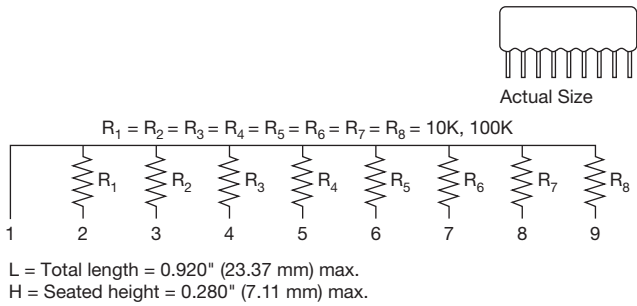 Actual Size
R₁ = R₂ = R₃ = R₄ = R₅ = R₆ = R₇ = R₈ = 10K, 100K
R₁ R₂ R₃ R₄ R₅ R₆ R₇ R₈
1 2 3 4 5 6 7 8 9
L = Total length = 0.920" (23.37 mm) max.
H = Seated height = 0.280" (7.11 mm) max.